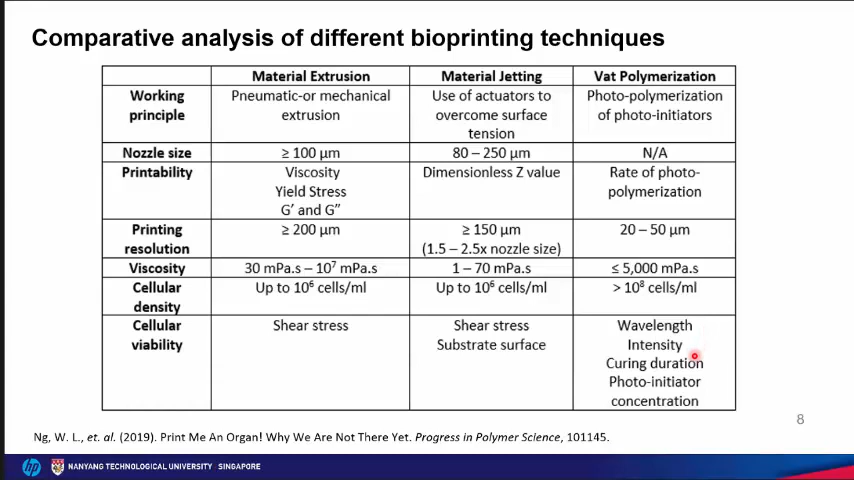 Comparative analysis of different bioprinting techniques
Material Extrusion Material Jetting Vat Polymerization
Working principle Pneumatic-or mechanical extrusion Use of actuators to overcome surface tension Photo-polymerization of photo-initiators
Nozzle size ≥ 100 µm 80 – 250 µm N/A
Printability Viscosity Yield Stress G′ and G″ Dimensionless Z value Rate of photo-polymerization
Printing resolution ≥ 200 µm ≥ 150 µm (1.5 – 2.5x nozzle size) 20 – 50 µm
Viscosity 30 mPa.s – 10⁷ mPa.s 1 – 70 mPa.s ≤ 5,000 mPa.s
Cellular density Up to 10⁶ cells/ml Up to 10⁶ cells/ml > 10⁸ cells/ml
Cellular viability Shear stress Shear stress Substrate surface Wavelength Intensity Curing duration Photo-initiator concentration
8
Ng, W. L., et. al. (2019). Print Me An Organ! Why We Are Not There Yet. Progress in Polymer Science, 101145.
hp NANYANG TECHNOLOGICAL UNIVERSITY SINGAPORE